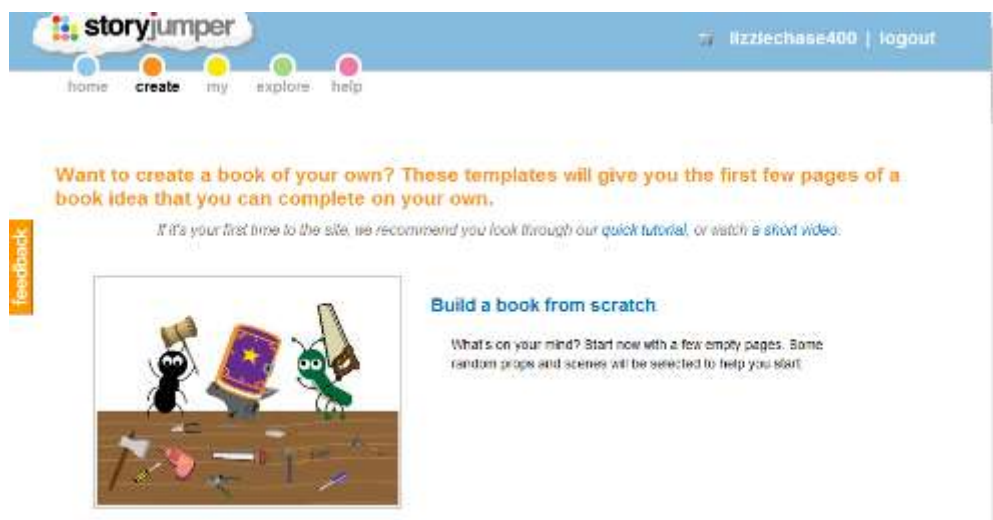 storyjumper
lizziechase400 | logout
home create my explore help
Want to create a book of your own? These templates will give you the first few pages of a
book idea that you can complete on your own.
If it's your first time to the site, we recommend you look through our quick tutorial, or watch a short video.
feedback
Build a book from scratch
What's on your mind? Start now with a few empty pages. Some
random props and scenes will be selected to help you start.